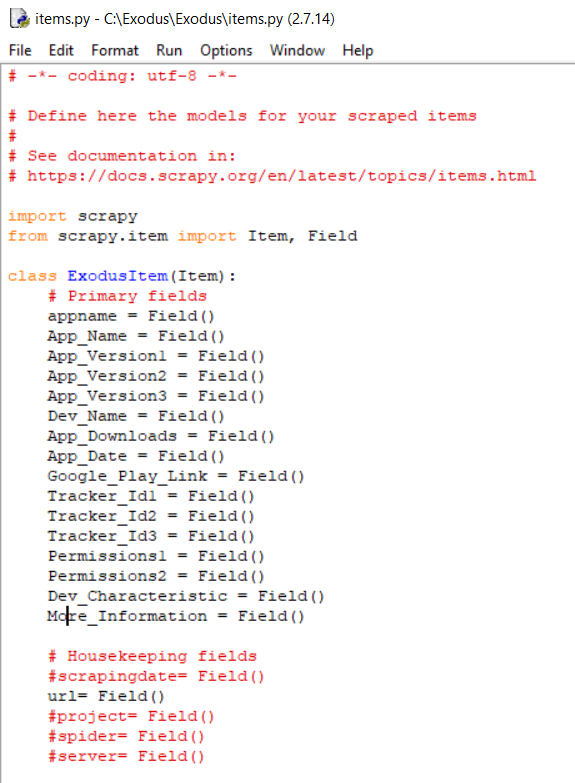 items.py - C:\Exodus\Exodus\items.py (2.7.14)
File Edit Format Run Options Window Help
# -*- coding: utf-8 -*-
# Define here the models for your scraped items
#
# See documentation in:
# https://docs.scrapy.org/en/latest/topics/items.html
import scrapy
from scrapy.item import Item, Field
class ExodusItem(Item):
# Primary fields
appname = Field()
App_Name = Field()
App_Version1 = Field()
App_Version2 = Field()
App_Version3 = Field()
Dev_Name = Field()
App_Downloads = Field()
App_Date = Field()
Google_Play_Link = Field()
Tracker_Id1 = Field()
Tracker_Id2 = Field()
Tracker_Id3 = Field()
Permissions1 = Field()
Permissions2 = Field()
Dev_Characteristic = Field()
More_Information = Field()
# Housekeeping fields
#scrapingdate= Field()
url= Field()
#project= Field()
#spider= Field()
#server= Field()